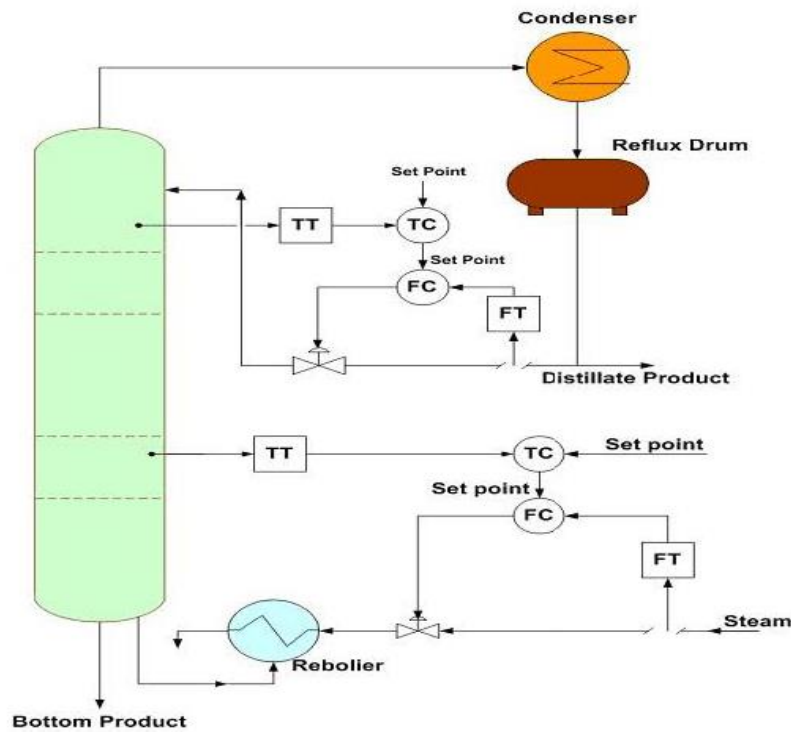 Condenser
Reflux Drum
Set Point
TT
TC
Set Point
FC
FT
Distillate Product
TT
TC
Set point
Set point
FC
FT
Steam
Rebolier
Bottom Product